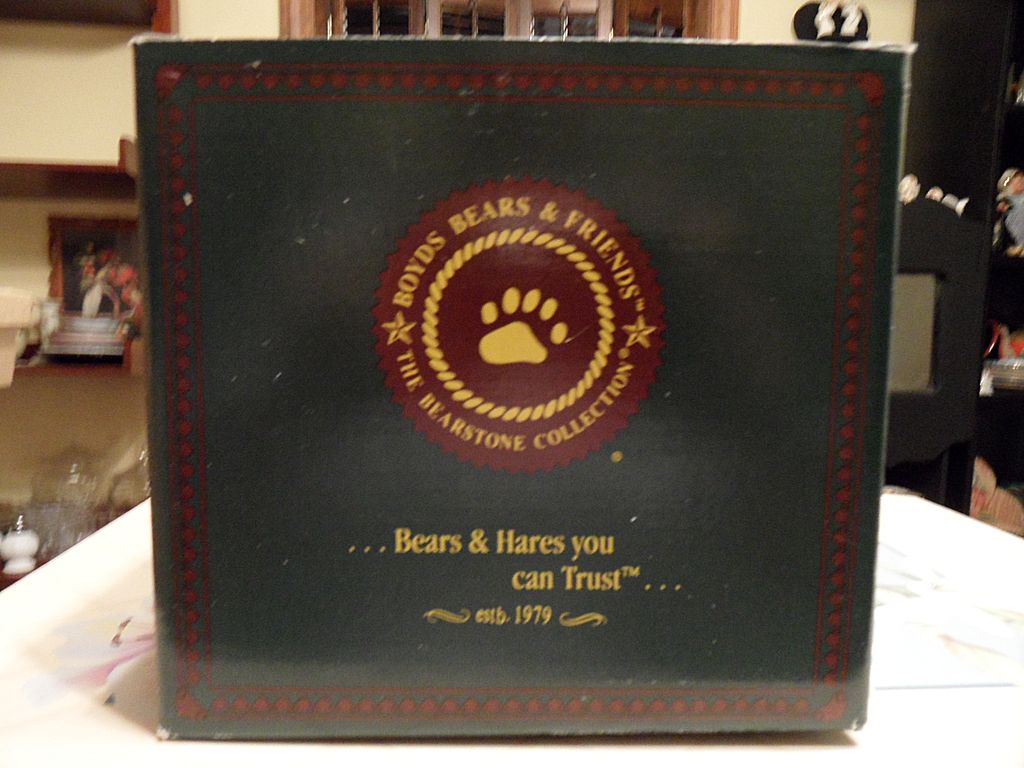 BOYDS BEARS & FRIENDS™
THE BEARSTONE COLLECTION®
...Bears & Hares you
can Trust™...
estb. 1979